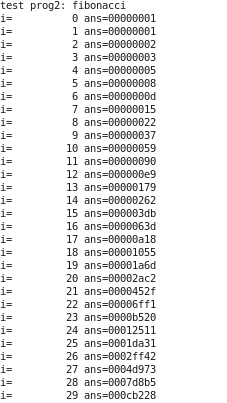 test prog2: fibonacci
i=          0 ans=00000001
i=          1 ans=00000001
i=          2 ans=00000002
i=          3 ans=00000003
i=          4 ans=00000005
i=          5 ans=00000008
i=          6 ans=0000000d
i=          7 ans=00000015
i=          8 ans=00000022
i=          9 ans=00000037
i=         10 ans=00000059
i=         11 ans=00000090
i=         12 ans=000000e9
i=         13 ans=00000179
i=         14 ans=00000262
i=         15 ans=000003db
i=         16 ans=0000063d
i=         17 ans=00000a18
i=         18 ans=00001055
i=         19 ans=00001a6d
i=         20 ans=00002ac2
i=         21 ans=0000452f
i=         22 ans=00006ff1
i=         23 ans=0000b520
i=         24 ans=00012511
i=         25 ans=0001da31
i=         26 ans=0002ff42
i=         27 ans=0004d973
i=         28 ans=0007d8b5
i=         29 ans=000cb228